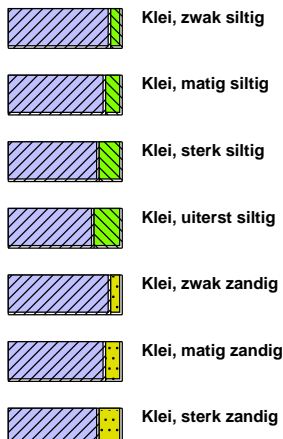 Klei, zwak siltig
Klei, matig siltig
Klei, sterk siltig
Klei, uiterst siltig
Klei, zwak zandig
Klei, matig zandig
Klei, sterk zandig